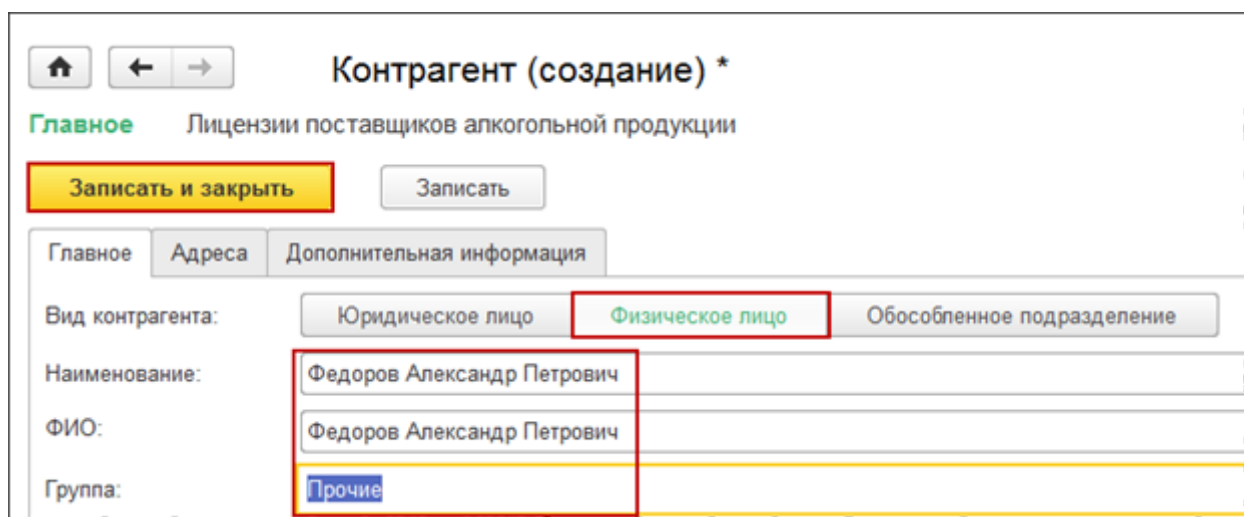 Контрагент (создание) *
Главное Лицензии поставщиков алкогольной продукции
Записать и закрыть Записать
Главное Адреса Дополнительная информация
Вид контрагента: Юридическое лицо Физическое лицо Обособленное подразделение
Наименование: Федоров Александр Петрович
ФИО: Федоров Александр Петрович
Группа: Прочие